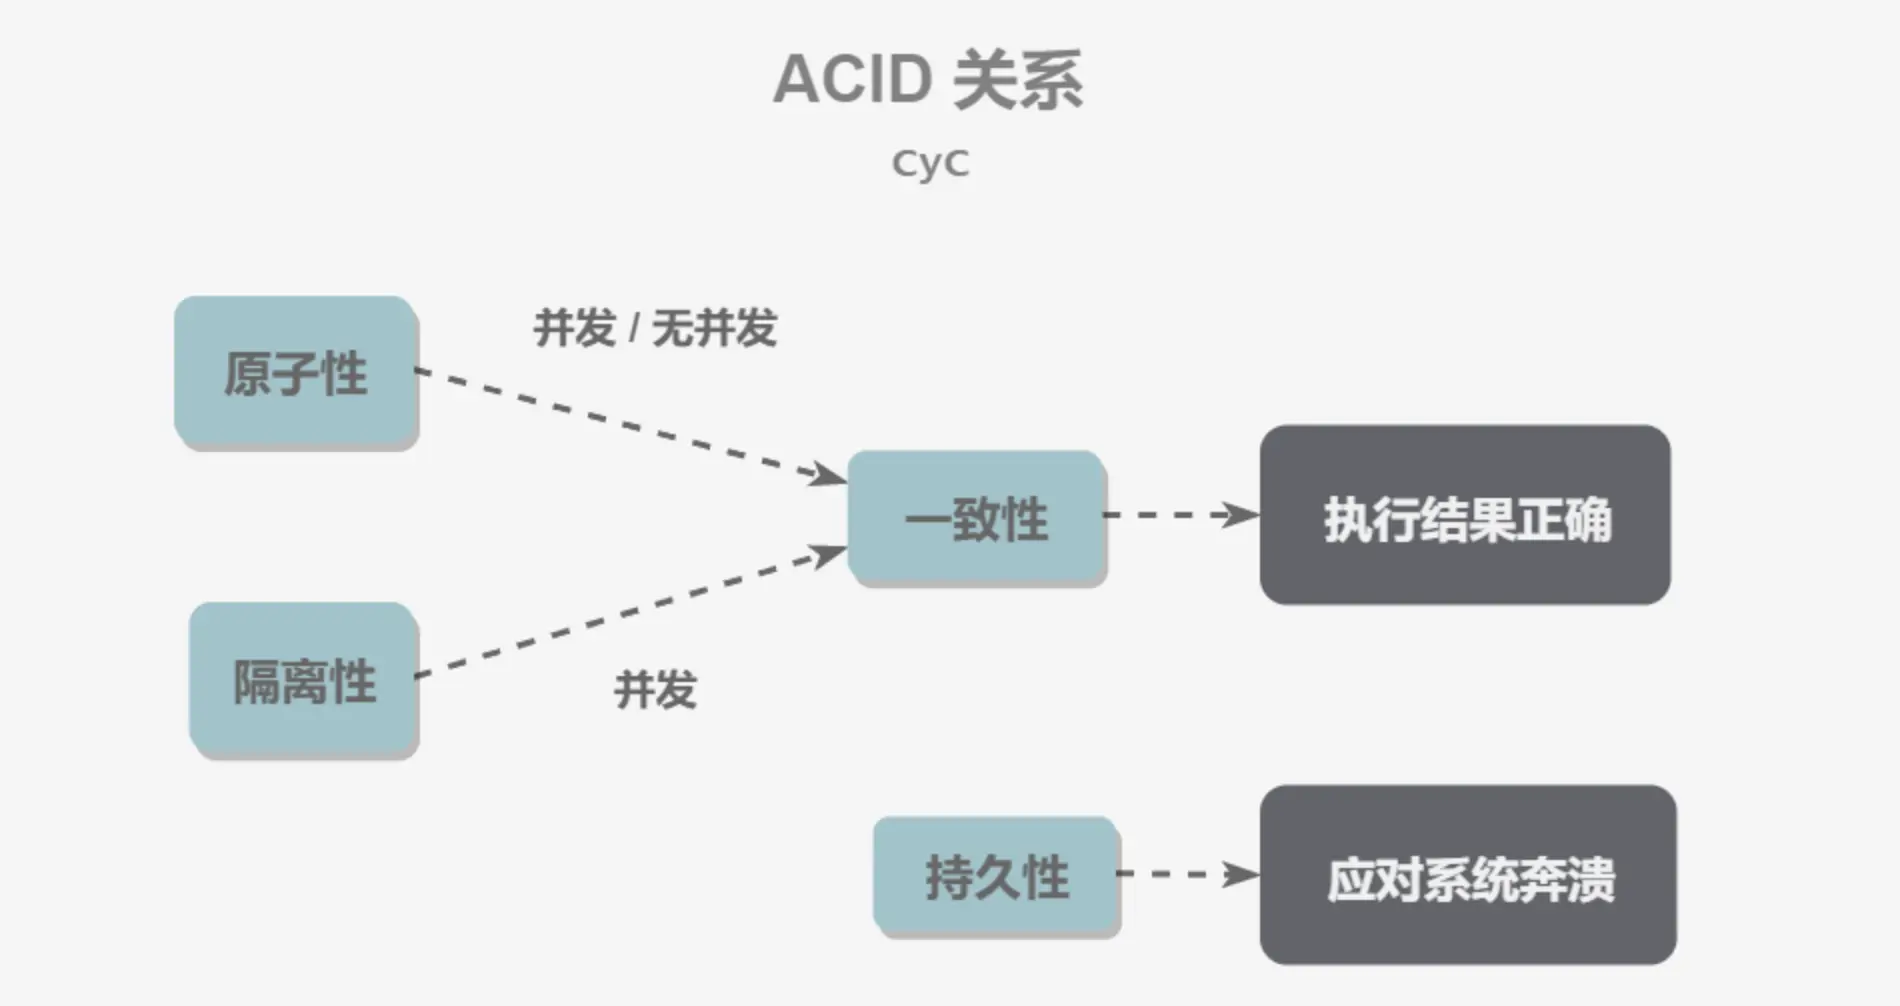 ACID 关系
CyC
并发 / 无并发
原子性
一致性
执行结果正确
隔离性
并发
持久性
应对系统奔溃